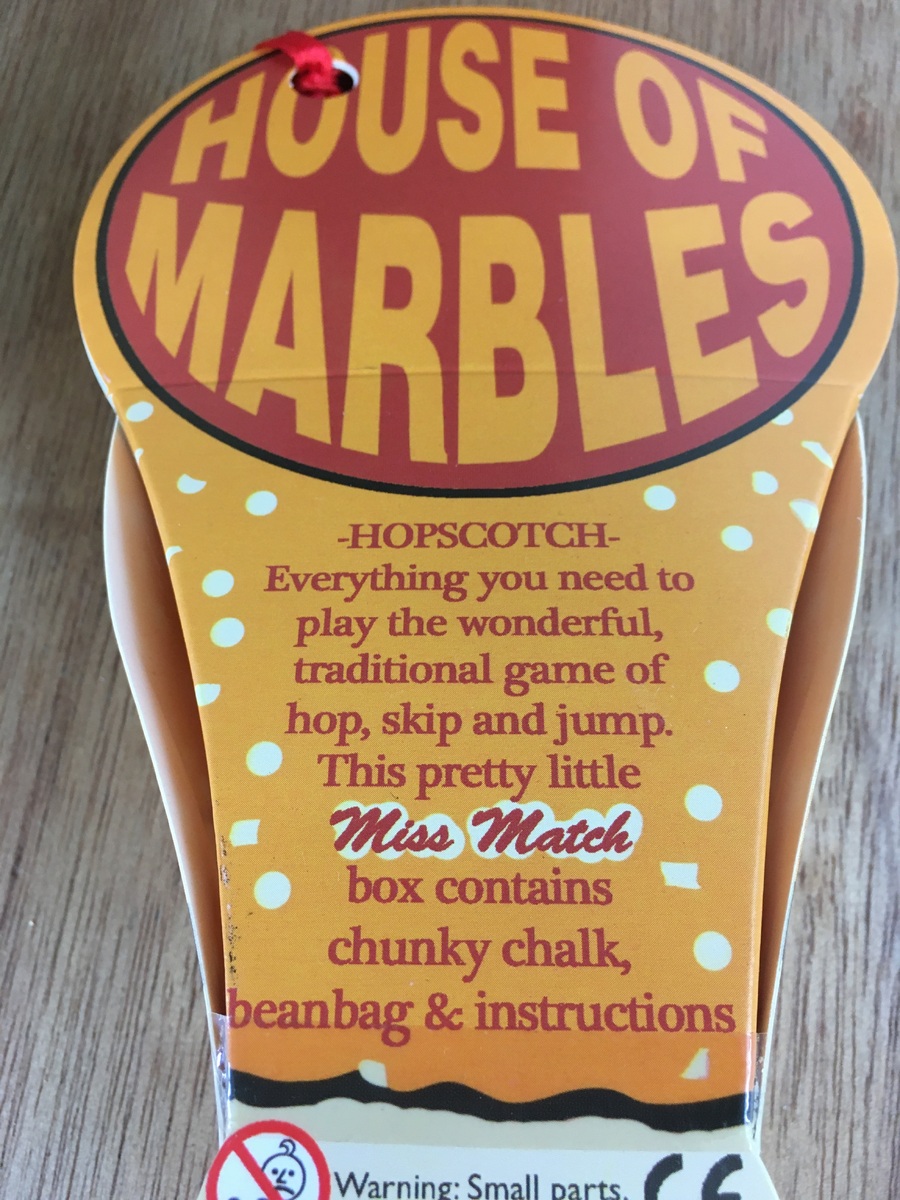 HOUSE OF
MARBLES
-HOPSCOTCH-
Everything you need to
play the wonderful,
traditional game of
hop, skip and jump.
This pretty little
Miss Match
box contains
chunky chalk,
beanbag & instructions
Warning: Small parts. CE